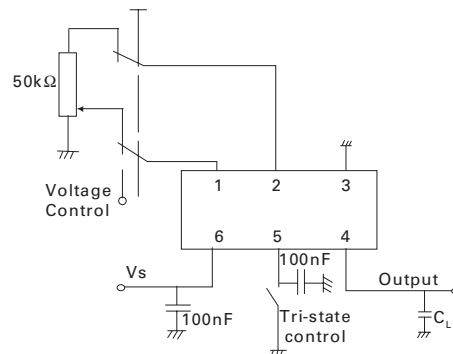 50kΩ
Voltage
Control
1 2 3
6 5 4
100nF
Vs
Output
100nF
Tri-state
control
CL